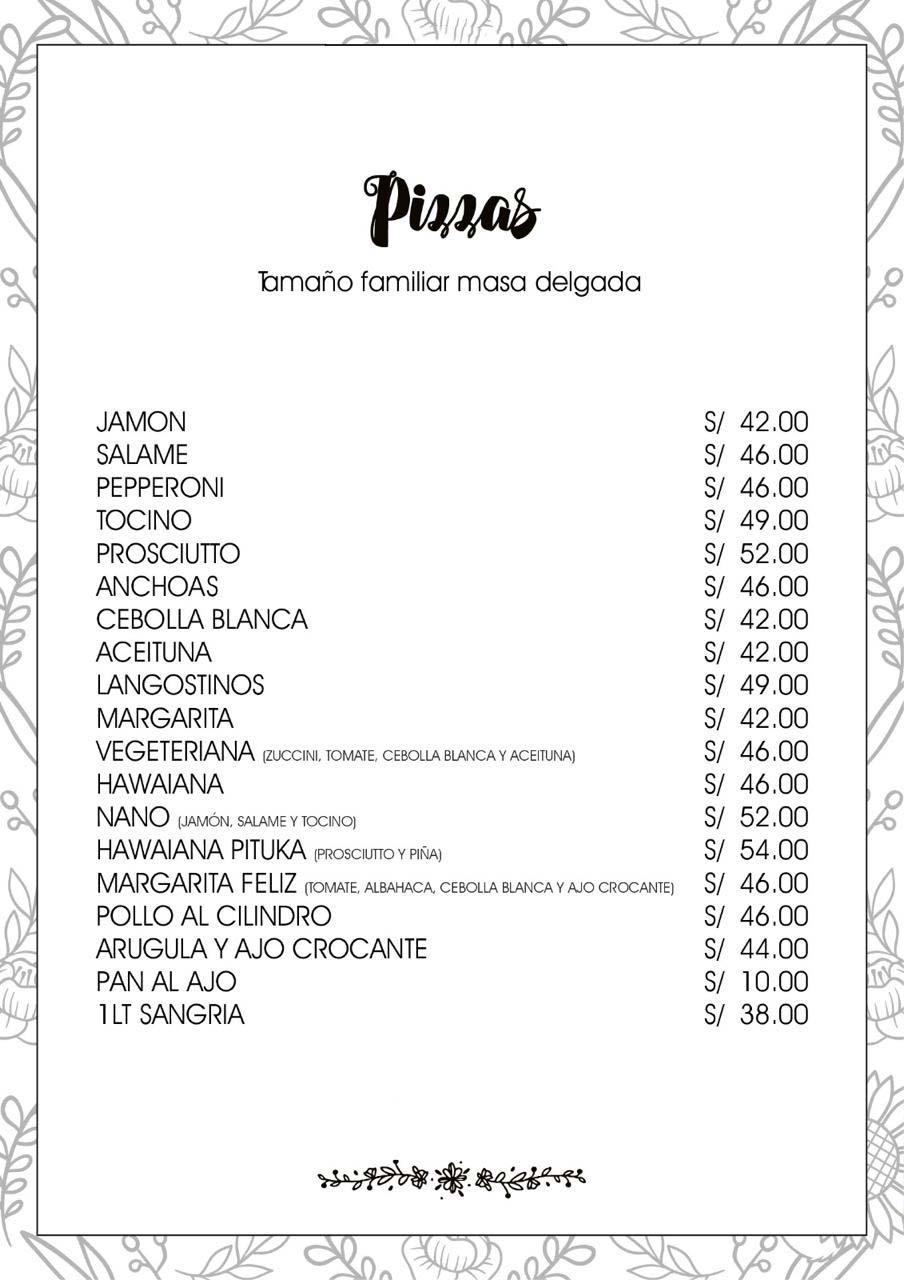 Pizzas
Tamaño familiar masa delgada
JAMON S/ 42.00
SALAME S/ 46.00
PEPPERONI S/ 46.00
TOCINO S/ 49.00
PROSCIUTTO S/ 52.00
ANCHOAS S/ 46.00
CEBOLLA BLANCA S/ 42.00
ACEITUNA S/ 42.00
LANGOSTINOS S/ 49.00
MARGARITA S/ 42.00
VEGETERIANA (ZUCCINI, TOMATE, CEBOLLA BLANCA Y ACEITUNA) S/ 46.00
HAWAIANA S/ 46.00
NANO (JAMÓN, SALAME Y TOCINO) S/ 52.00
HAWAIANA PITUKA (PROSCIUTTO Y PIÑA) S/ 54.00
MARGARITA FELIZ (TOMATE, ALBAHACA, CEBOLLA BLANCA Y AJO CROCANTE) S/ 46.00
POLLO AL CILINDRO S/ 46.00
ARUGULA Y AJO CROCANTE S/ 44.00
PAN AL AJO S/ 10.00
1LT SANGRIA S/ 38.00